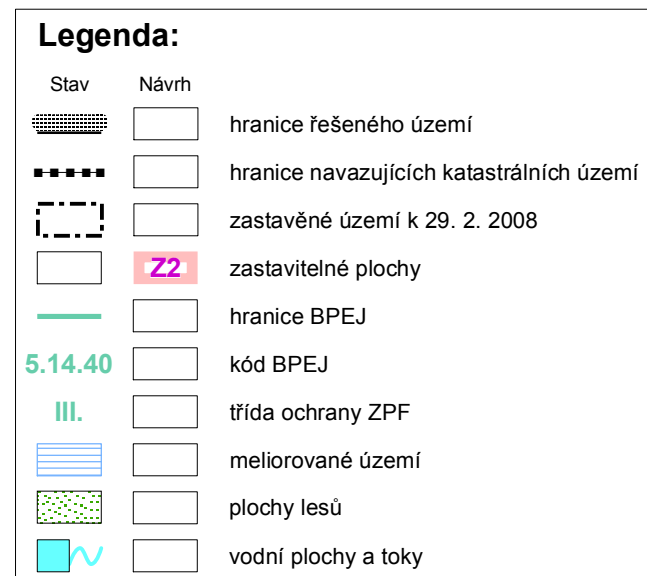 Legenda:
Stav Návrh
hranice řešeného území
hranice navazujících katastrálních území
zastavěné území k 29. 2. 2008
Z2 zastavitelné plochy
hranice BPEJ
5.14.40 kód BPEJ
III. třída ochrany ZPF
meliorované území
plochy lesů
vodní plochy a toky